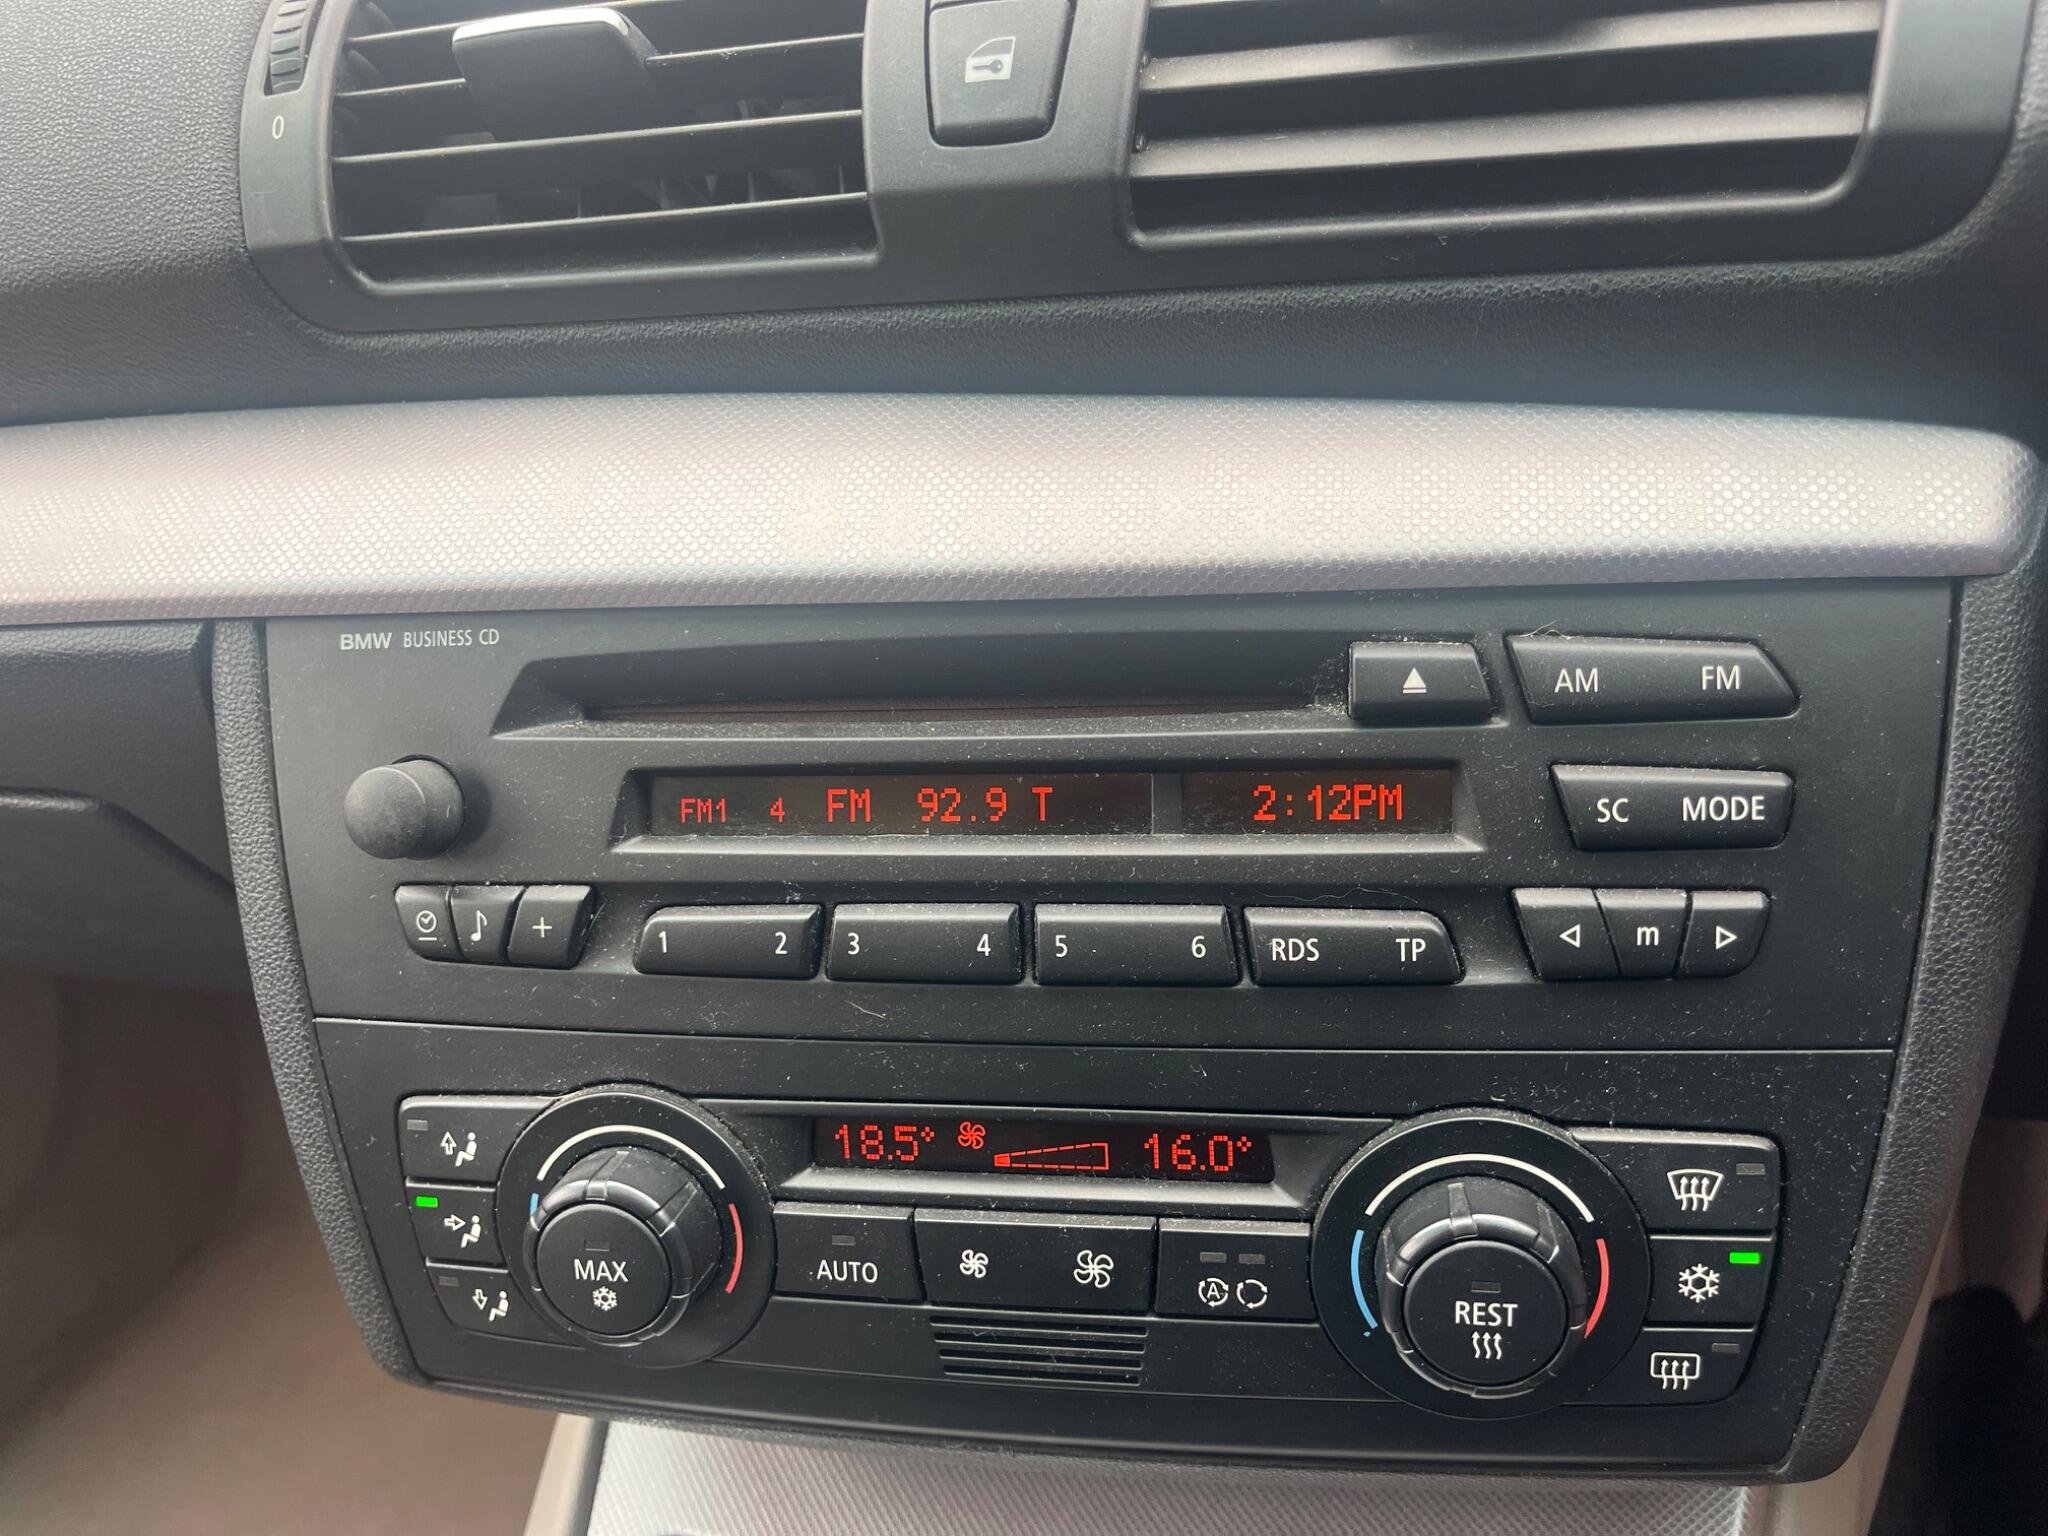 0
BMW BUSINESS CD
AM FM
FM1 4 FM 92.9 T 2:12PM
SC MODE
1 2 3 4 5 6 RDS TP m
18.5° 16.0°
MAX
AUTO
A
REST